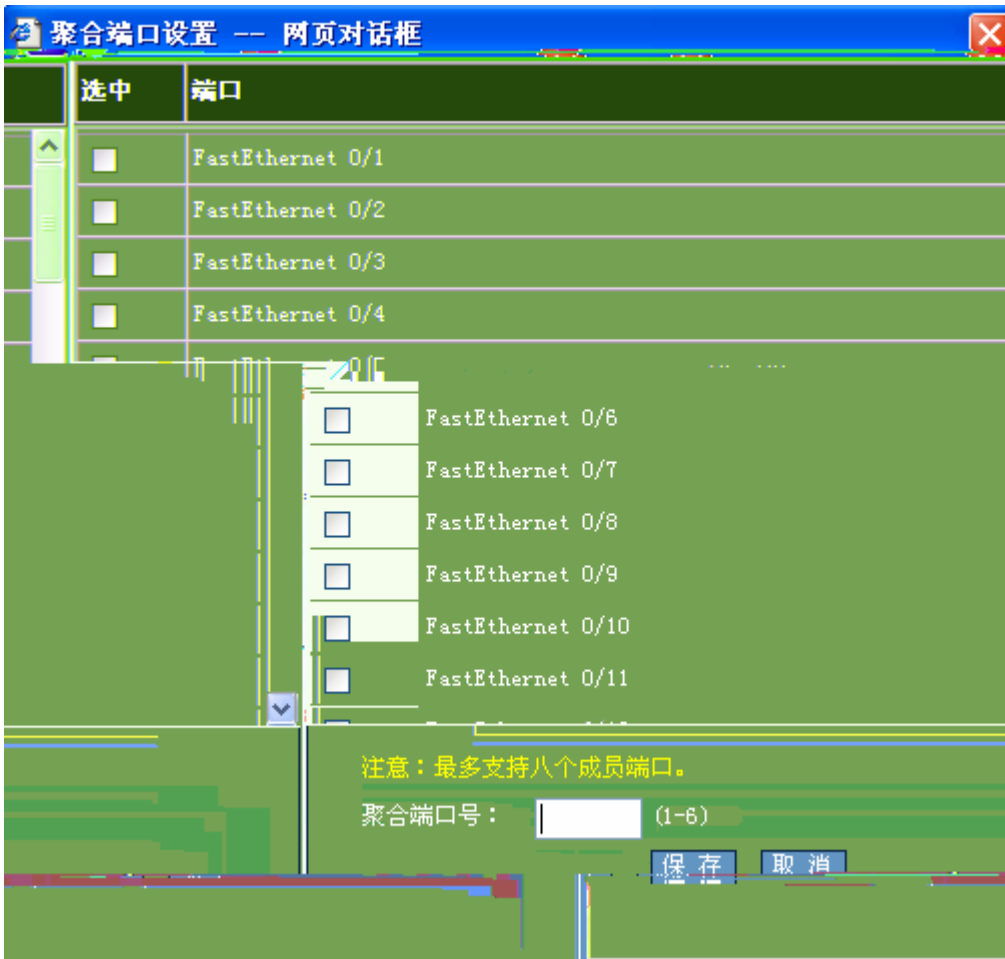 聚合端口设置 -- 网页对话框
选中 端口
FastEthernet 0/1
FastEthernet 0/2
FastEthernet 0/3
FastEthernet 0/4
FastEthernet 0/6
FastEthernet 0/7
FastEthernet 0/8
FastEthernet 0/9
FastEthernet 0/10
FastEthernet 0/11
注意：最多支持八个成员端口。
聚合端口号： (1-6)
保 存 取 消